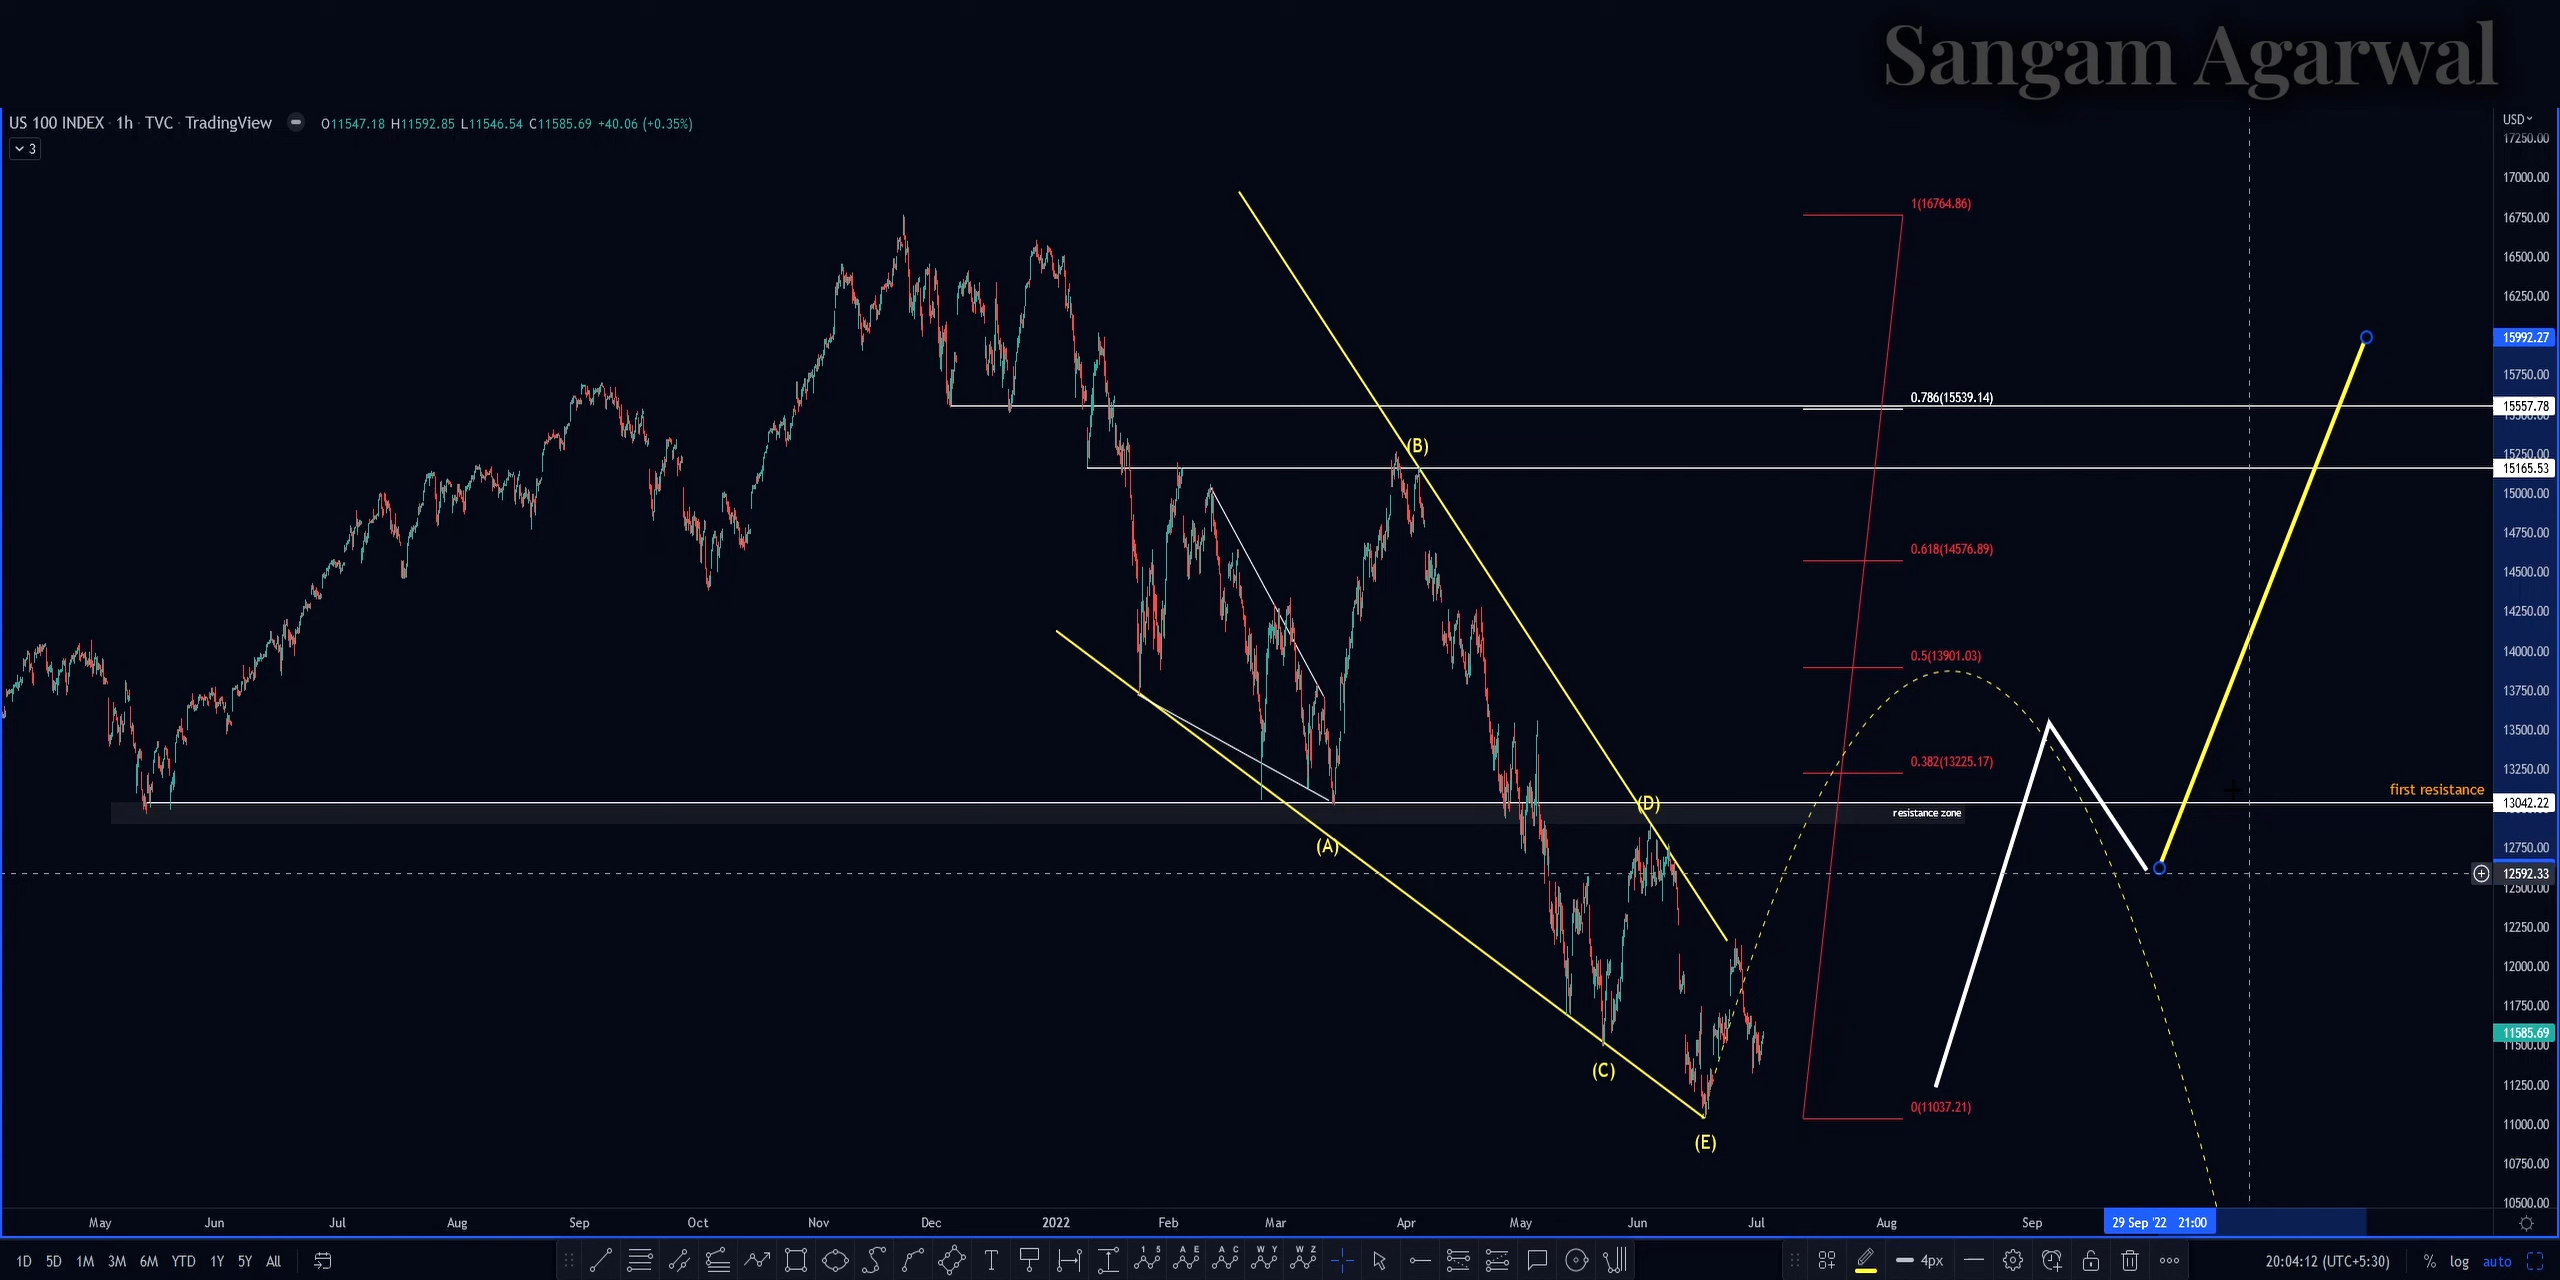 Sangam Agarwal
US 100 INDEX · 1h · TVC · TradingView O11547.18 H11592.85 L11546.54 C11585.69 +40.06 (+0.35%)
USD
3
17250.00
17000.00
1(16764.86)
16750.00
16500.00
16250.00
15992.27
15750.00
0.786(15539.14)
15557.78
(B)
15250.00
15165.53
15000.00
14750.00
0.618(14576.89)
14500.00
14250.00
14000.00
0.5(13901.03)
13750.00
13500.00
0.382(13225.17)
13250.00
first resistance
(D)
13042.22
resistance zone
(A)
12750.00
12592.33
12500.00
12250.00
12000.00
11750.00
11585.69
11500.00
(C)
11250.00
0(11037.21)
11000.00
(E)
10750.00
10500.00
May Jun Jul Aug Sep Oct Nov Dec 2022 Feb Mar Apr May Jun Jul Aug Sep 29 Sep '22 21:00
1D 5D 1M 3M 6M YTD 1Y 5Y All
1 5 A E A C W Y W Z
4px
20:04:12 (UTC+5:30) % log auto